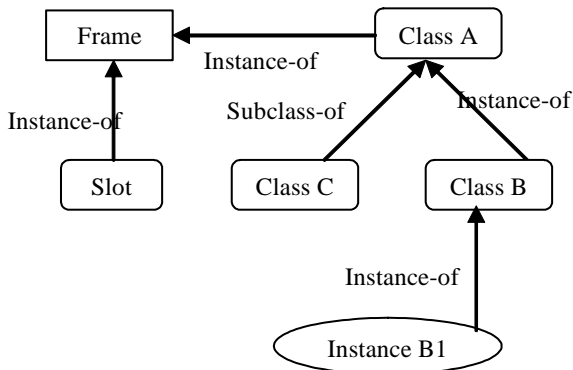 Frame
Class A
Instance-of
Subclass-of
Instance-of
Instance-of
Slot
Class C
Class B
Instance-of
Instance B1